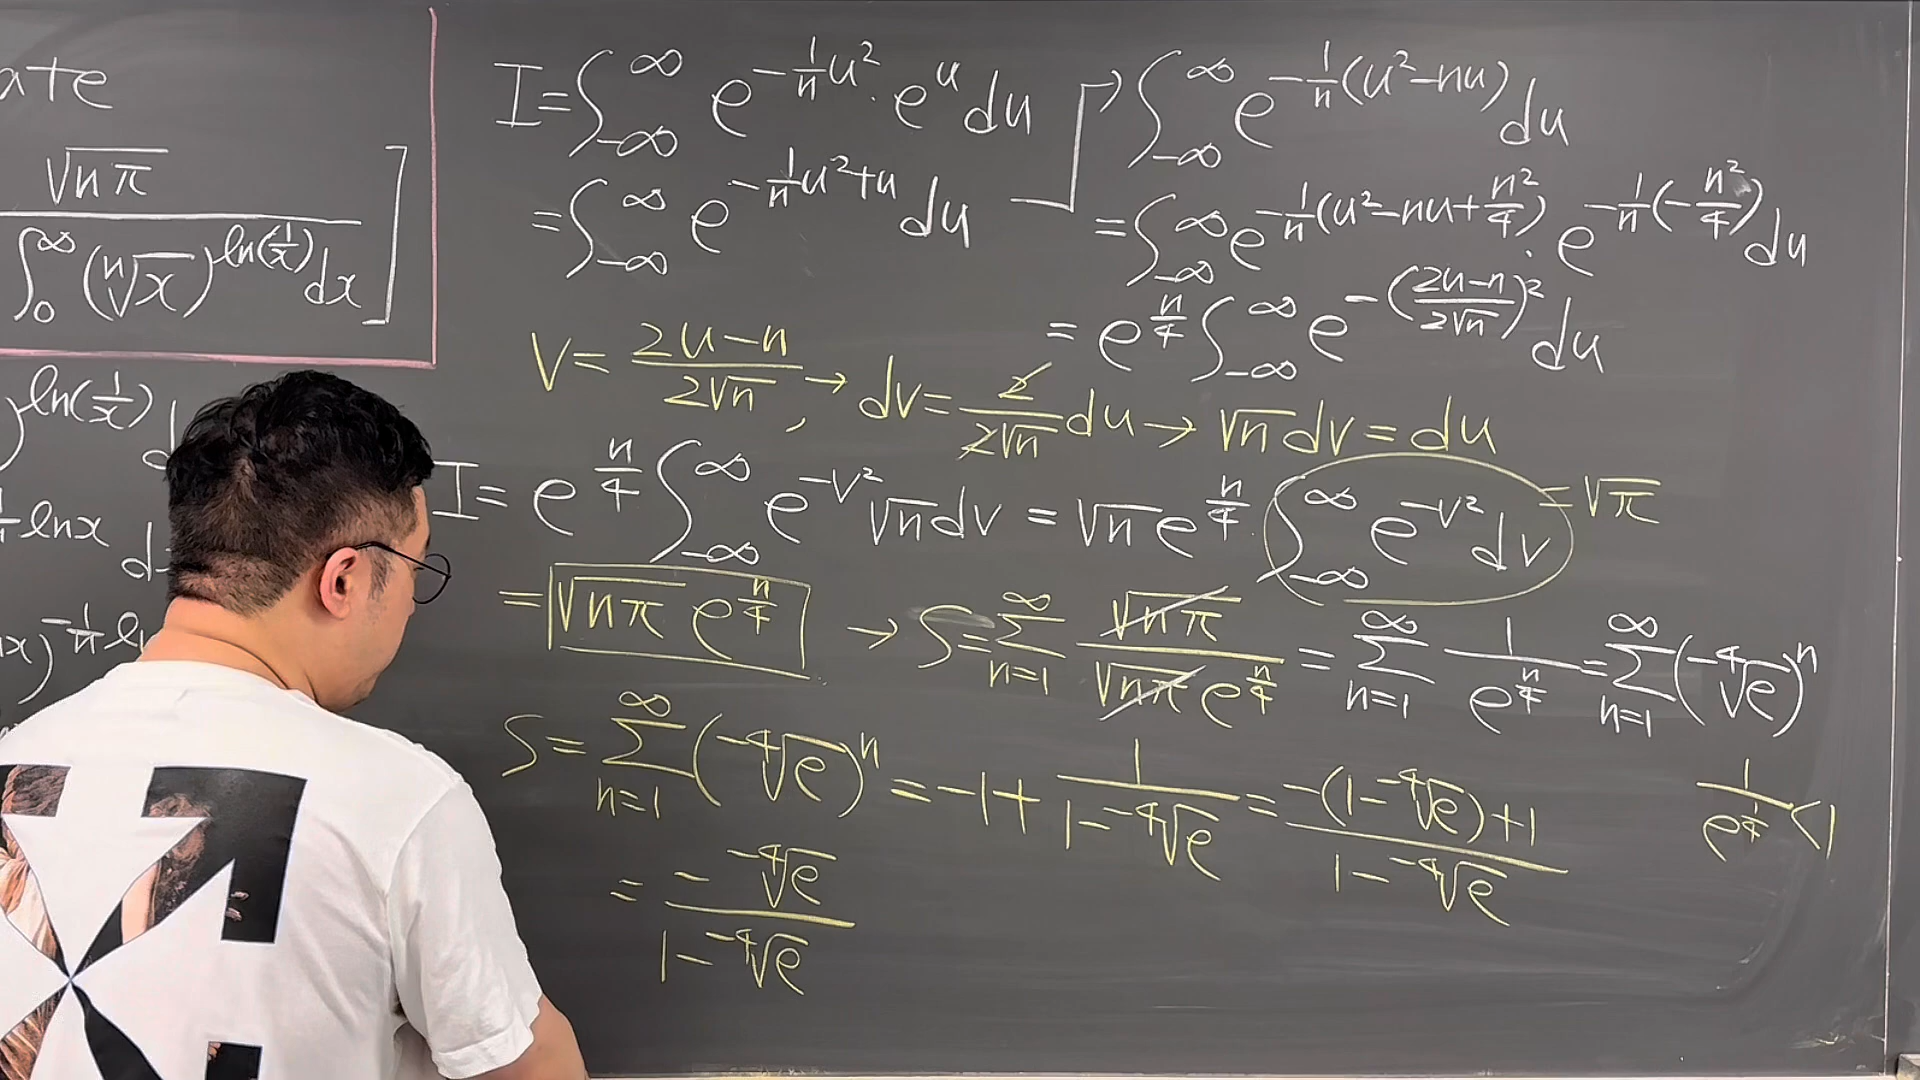 ate
√(nπ)
∫₀^∞ (ⁿ√x)^(ln(1/x)) dx ]
)^(ln(1/x)) d
ln x d
x)^(-1/n ln
I = ∫_{-∞}^{∞} e^(-1/n u²) · e^u du
= ∫_{-∞}^{∞} e^(-1/n u² + u) du →
∫_{-∞}^{∞} e^(-1/n (u² - nu)) du
= ∫_{-∞}^{∞} e^(-1/n (u² - nu + n²/4)) · e^(-1/n (-n²/4)) du
= e^(n/4) ∫_{-∞}^{∞} e^(-((2u-n)/(2√n))²) du
V = (2u-n)/(2√n), → dv = 2/(2√n) du → √n dv = du
I = e^(n/4) ∫_{-∞}^{∞} e^(-v²) √n dv = √n e^(n/4) · ∫_{-∞}^{∞} e^(-v²) dv = √π
= √(nπ) e^(n/4) → S = Σ_{n=1}^{∞} √(nπ)/(√(nπ) e^(n/4)) = Σ_{n=1}^{∞} 1/e^(n/4) = Σ_{n=1}^{∞} (⁻⁴√e)^n
S = Σ_{n=1}^{∞} (⁻⁴√e)^n = -1 + 1/(1 - ⁻⁴√e) = (-(1 - ⁻⁴√e) + 1)/(1 - ⁻⁴√e)
1/e^(1/4) < 1
= - ⁻⁴√e/(1 - ⁻⁴√e)